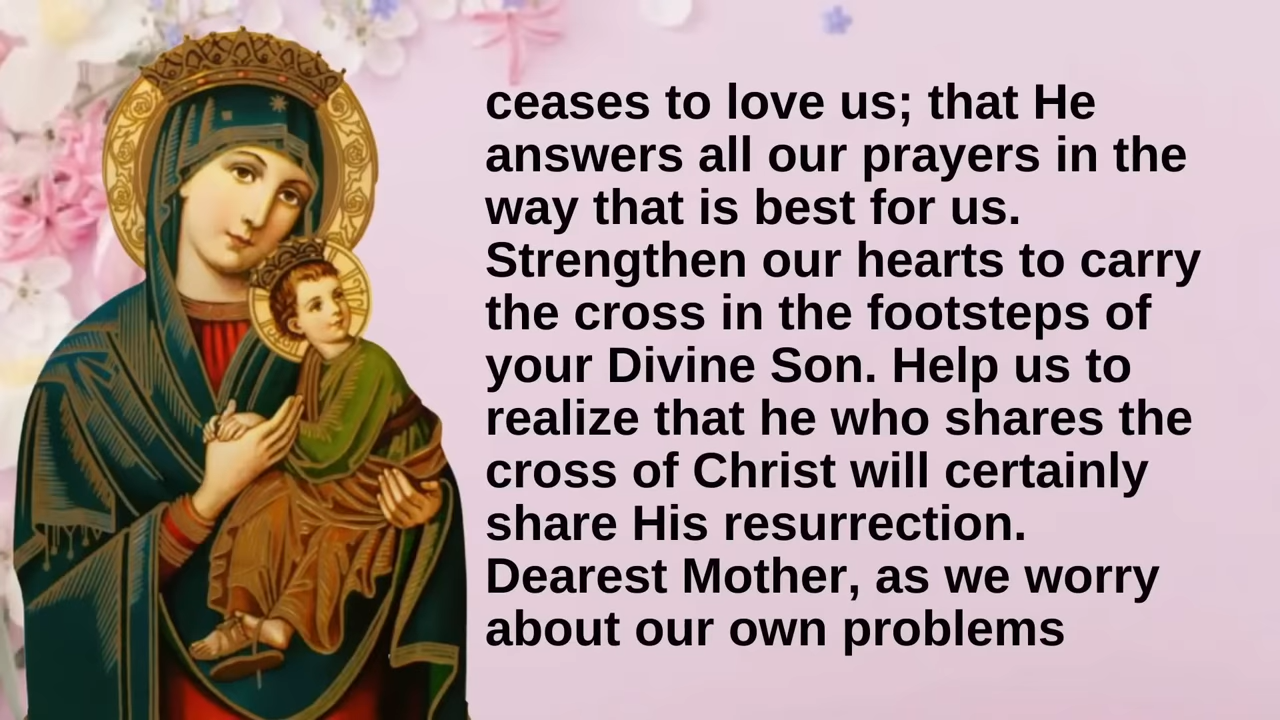 ceases to love us; that He
answers all our prayers in the
way that is best for us.
Strengthen our hearts to carry
the cross in the footsteps of
your Divine Son. Help us to
realize that he who shares the
cross of Christ will certainly
share His resurrection.
Dearest Mother, as we worry
about our own problems